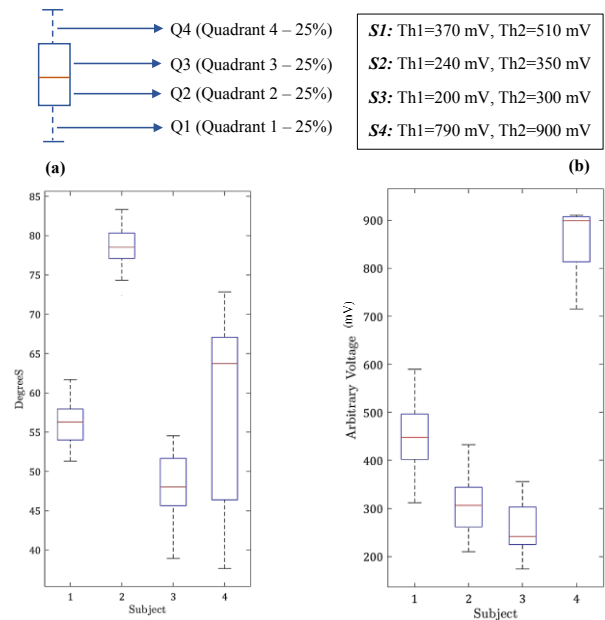 Q4 (Quadrant 4 – 25%)
Q3 (Quadrant 3 – 25%)
Q2 (Quadrant 2 – 25%)
Q1 (Quadrant 1 – 25%)
S1: Th1=370 mV, Th2=510 mV
S2: Th1=240 mV, Th2=350 mV
S3: Th1=200 mV, Th2=300 mV
S4: Th1=790 mV, Th2=900 mV
(a)
85
80
75
70
65
60
55
50
45
40
DegreeS
1 2 3 4
Subject
(b)
900
800
700
600
500
400
300
200
Arbitrary Voltage (mV)
1 2 3 4
Subject